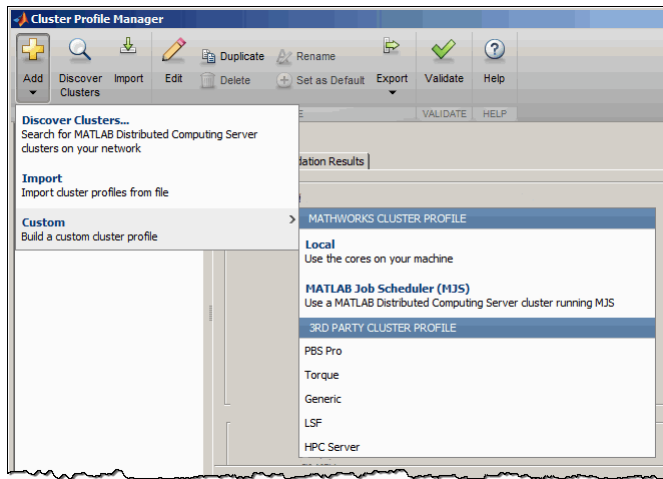 Cluster Profile Manager
Add
Discover Clusters
Import
Edit
Duplicate
Delete
Rename
Set as Default
Export
Validate
Help
VALIDATE
HELP
Discover Clusters...
Search for MATLAB Distributed Computing Server
clusters on your network
Import
Import cluster profiles from file
Custom
Build a custom cluster profile
dation Results
MATHWORKS CLUSTER PROFILE
Local
Use the cores on your machine
MATLAB Job Scheduler (MJS)
Use a MATLAB Distributed Computing Server cluster running MJS
3RD PARTY CLUSTER PROFILE
PBS Pro
Torque
Generic
LSF
HPC Server